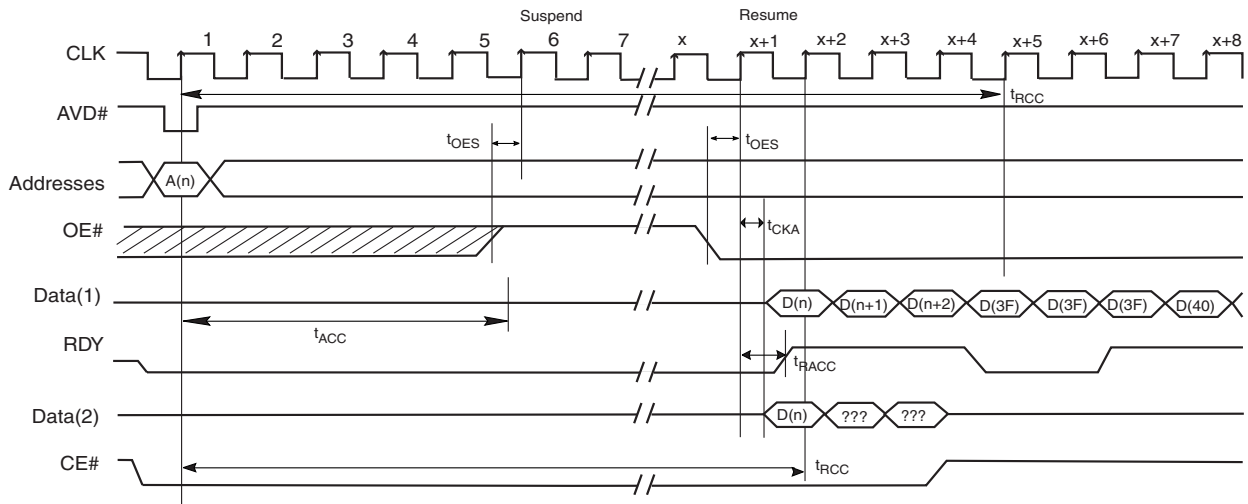 Suspend Resume
CLK 1 2 3 4 5 6 7 x x+1 x+2 x+3 x+4 x+5 x+6 x+7 x+8
tRCC
AVD#
tOES tOES
Addresses A(n)
OE# tCKA
Data(1) D(n) D(n+1) D(n+2) D(3F) D(3F) D(3F) D(40)
tACC
RDY tRACC
Data(2) D(n) ??? ???
CE# tRCC